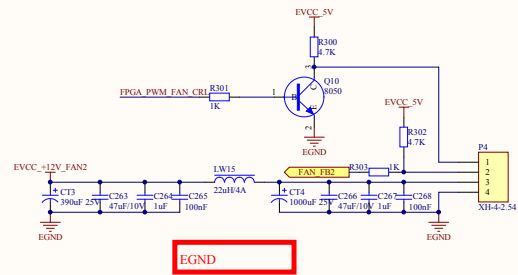 EVCC_5V
R300
4.7K
3
Q10
8050
C
B
E
FPGA_PWM_FAN_CRL
R301
1K
1
2
EGND
EVCC_5V
R302
4.7K
P4
LW15
22uH/4A
FAN_FB2
R303
1K
EVCC_+12V_FAN2
1
2
3
4
XH-4-2.54
CT3
390uF 25V
C263
47uF/10V
C264
1uF
C265
100nF
CT4
1000uF 25V
C266
47uF/10V
C267
1uF
C268
100nF
EGND
EGND
EGND